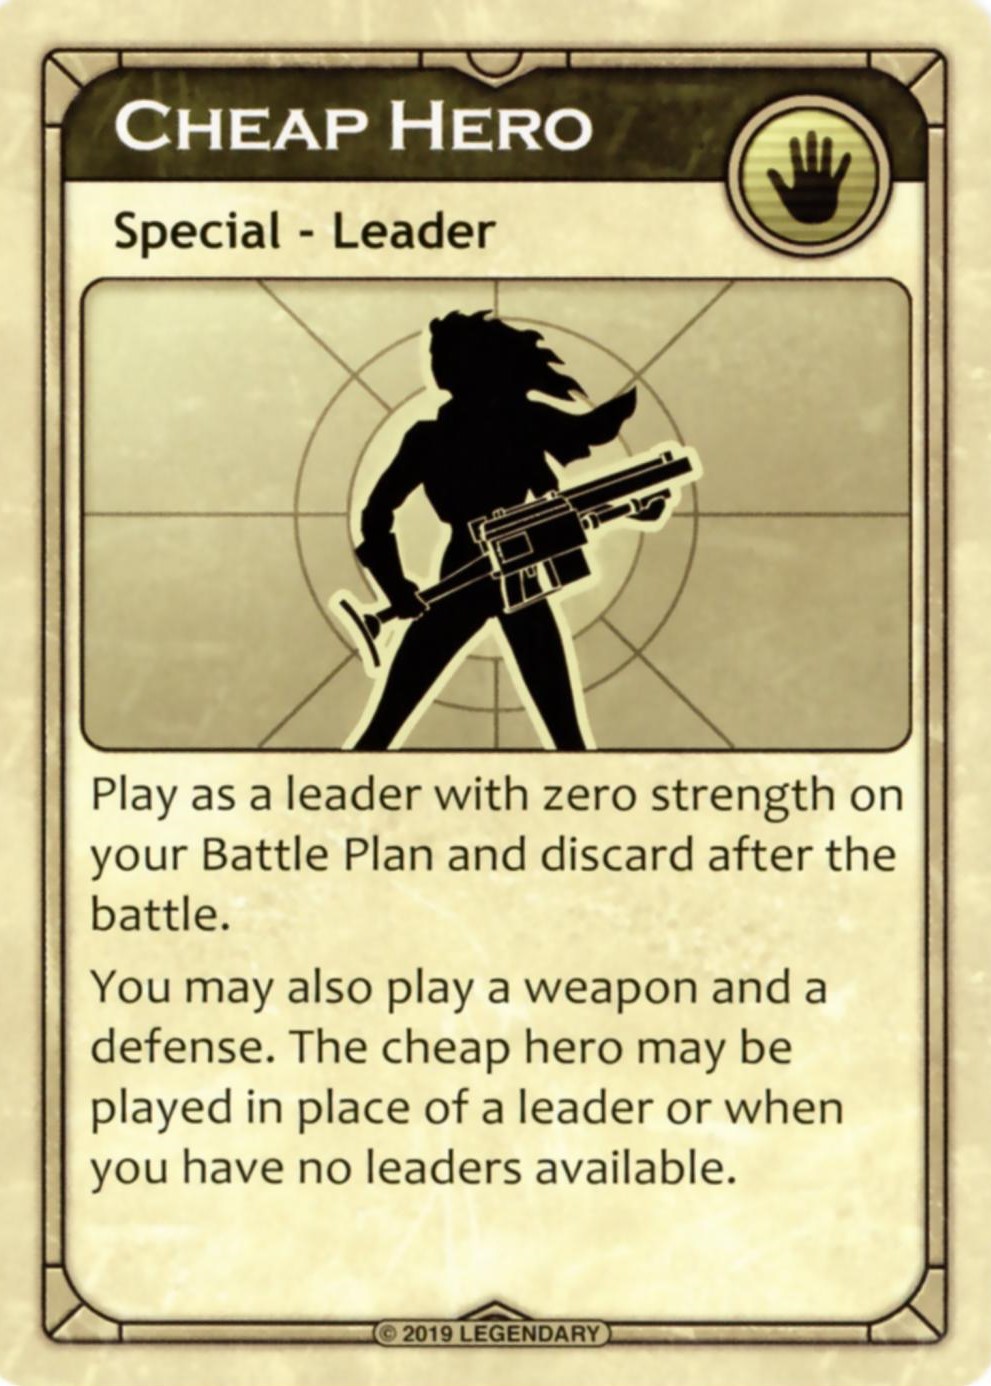 CHEAP HERO
Special - Leader
Play as a leader with zero strength on
your Battle Plan and discard after the
battle.
You may also play a weapon and a
defense. The cheap hero may be
played in place of a leader or when
you have no leaders available.
© 2019 LEGENDARY